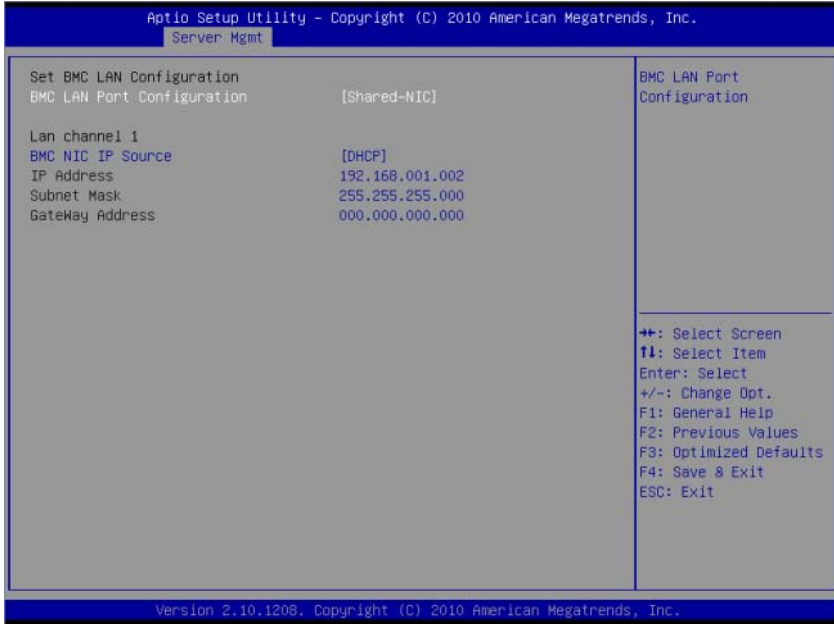 Aptio Setup Utility – Copyright (C) 2010 American Megatrends, Inc.
Server Mgmt
Set BMC LAN Configuration
BMC LAN Port Configuration [Shared-NIC]
Lan channel 1
BMC NIC IP Source [DHCP]
IP Address 192.168.001.002
Subnet Mask 255.255.255.000
GateWay Address 000.000.000.000
BMC LAN Port
Configuration
→←: Select Screen
↑↓: Select Item
Enter: Select
+/-: Change Opt.
F1: General Help
F2: Previous Values
F3: Optimized Defaults
F4: Save & Exit
ESC: Exit
Version 2.10.1208. Copyright (C) 2010 American Megatrends, Inc.